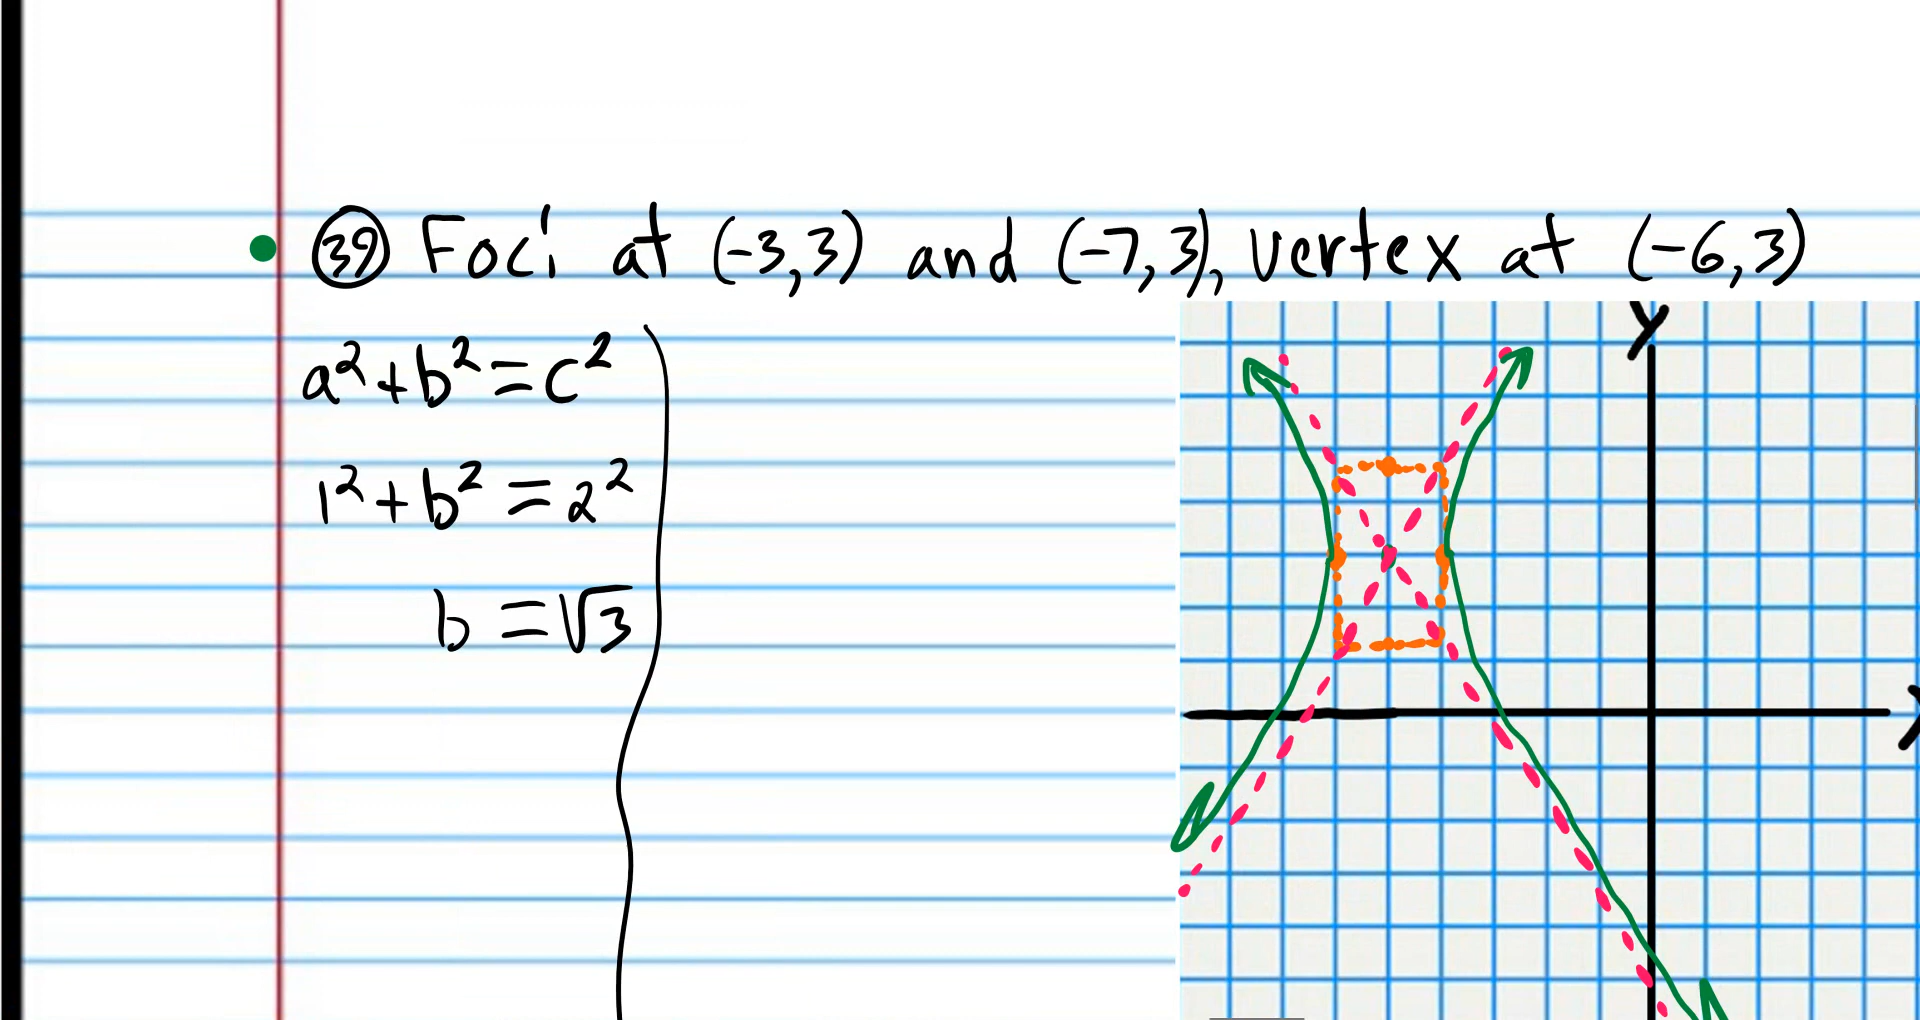 39 Foci at (-3,3) and (-7,3), vertex at (-6,3)
a²+b²=c²
1²+b²=2²
b=√3
y
x